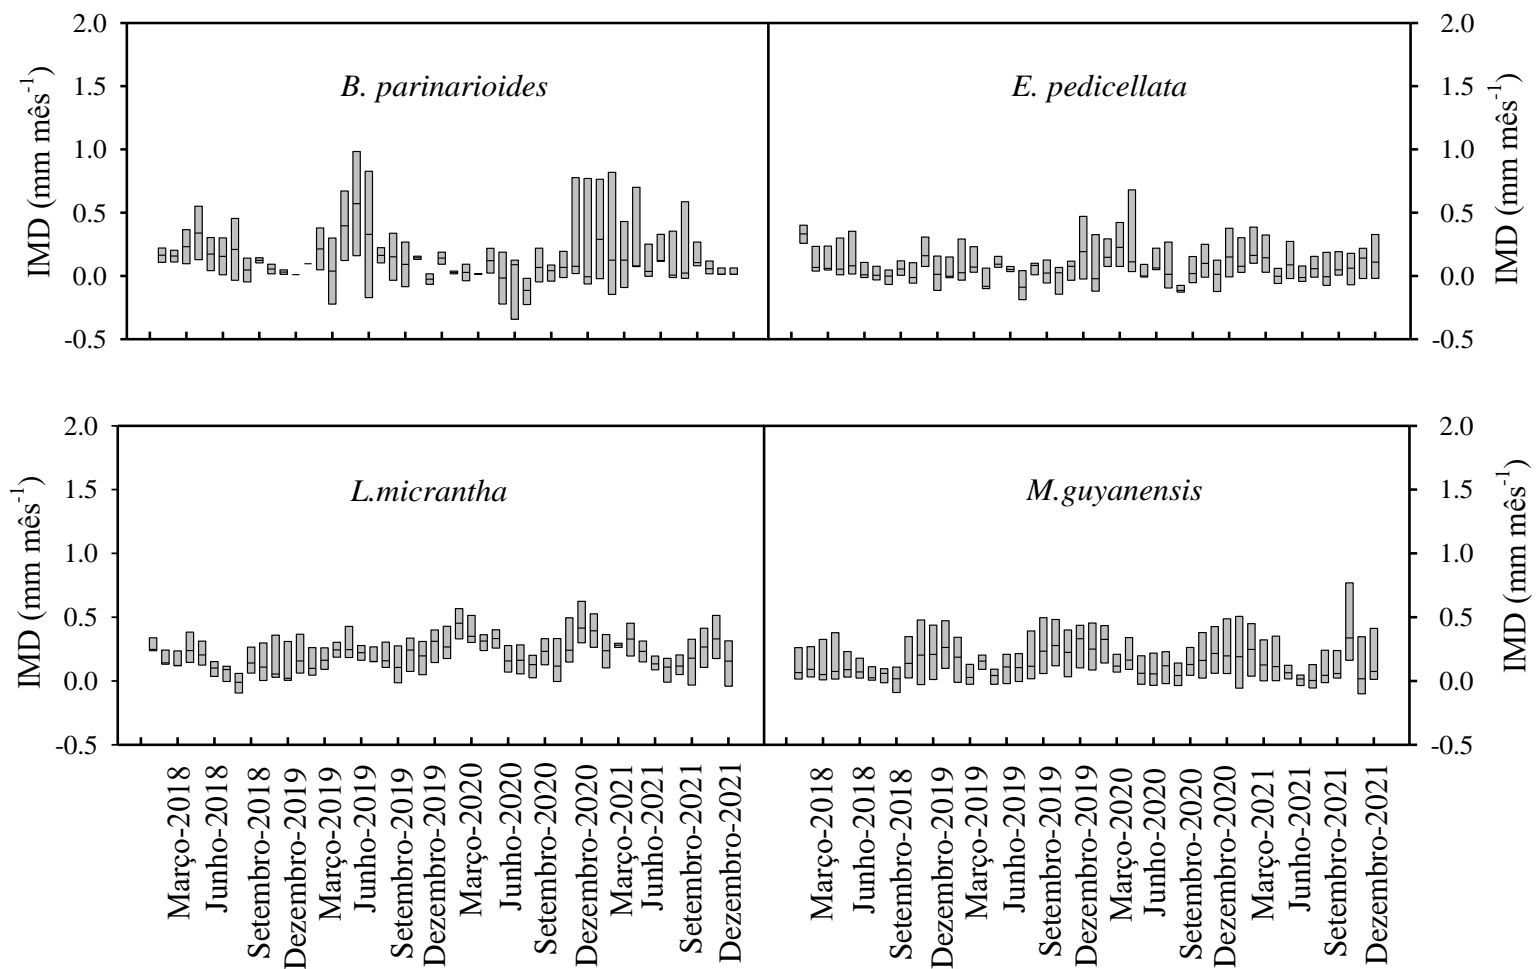 2.0
1.5
1.0
0.5
0.0
-0.5
IMD (mm mês-1)
B. parinarioides
E. pedicellata
2.0
1.5
1.0
0.5
0.0
-0.5
IMD (mm mês-1)
2.0
1.5
1.0
0.5
0.0
-0.5
IMD (mm mês-1)
L.micrantha
M.guyanensis
2.0
1.5
1.0
0.5
0.0
-0.5
IMD (mm mês-1)
Março-2018
Junho-2018
Setembro-2018
Dezembro-2019
Março-2019
Junho-2019
Setembro-2019
Dezembro-2019
Março-2020
Junho-2020
Setembro-2020
Dezembro-2020
Março-2021
Junho-2021
Setembro-2021
Dezembro-2021
Março-2018
Junho-2018
Setembro-2018
Dezembro-2019
Março-2019
Junho-2019
Setembro-2019
Dezembro-2019
Março-2020
Junho-2020
Setembro-2020
Dezembro-2020
Março-2021
Junho-2021
Setembro-2021
Dezembro-2021